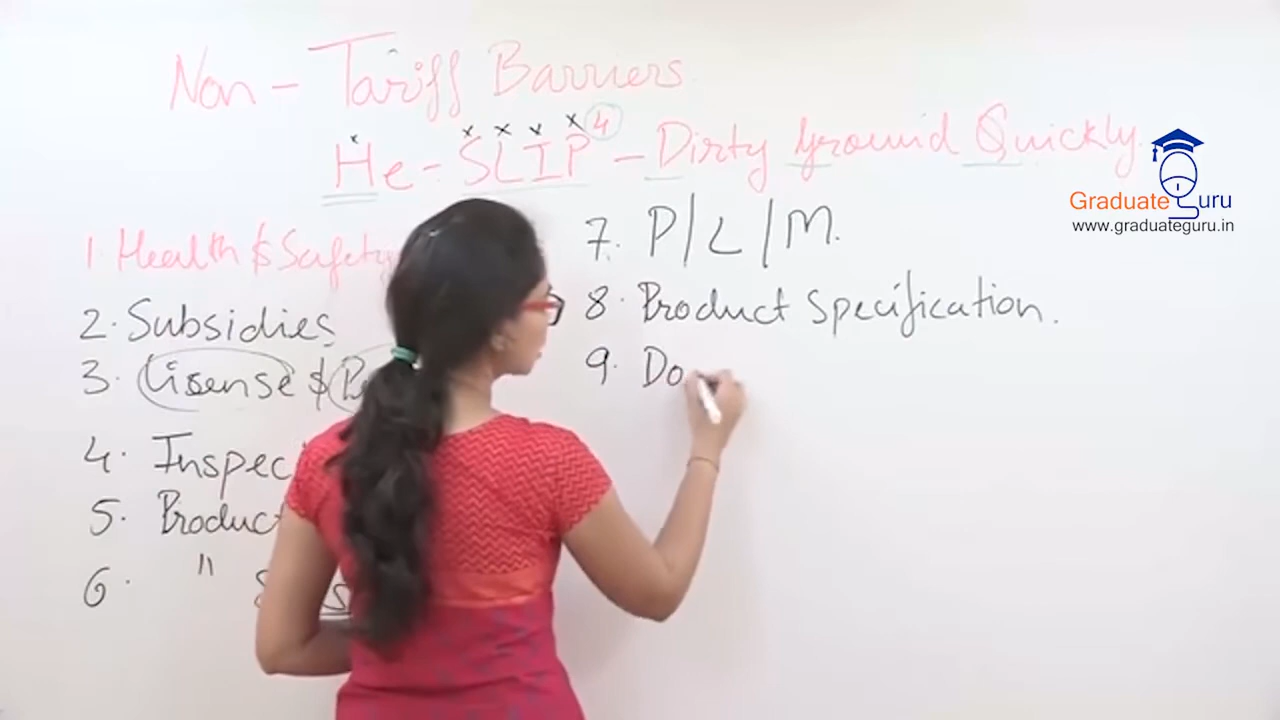 Non - Tariff Barriers
He - SLIP 4 - Dirty Ground Quickly.
1. Health & Safety
2. Subsidies
3. Lisense &
4. Inspec
5. Product
6. "
7. P/L/M.
8. Product Specification.
9. Do
Graduate Guru
www.graduateguru.in